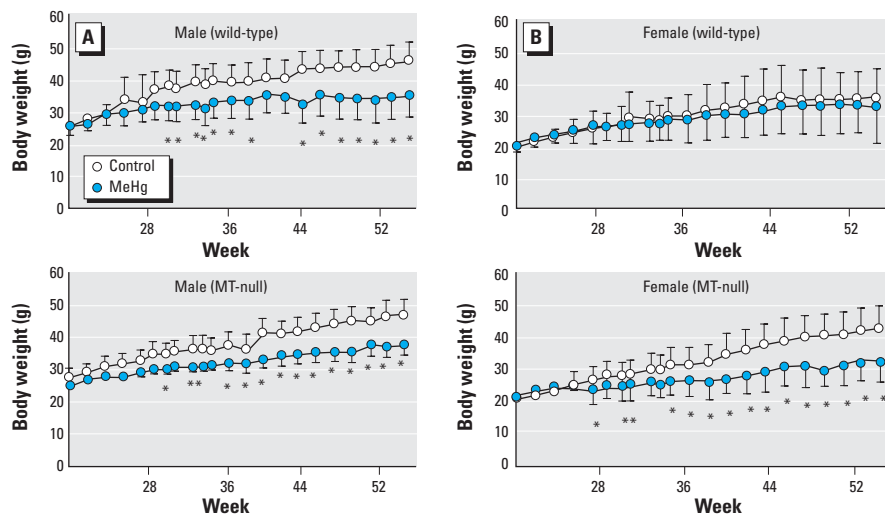 A
Male (wild-type)
Body weight (g)
60
50
40
30
20
10
0
* * * * * * * * * * * * *
Control
MeHg
28
36
44
52
Week
B
Female (wild-type)
Body weight (g)
60
50
40
30
20
10
0
28
36
44
52
Week
Male (MT-null)
Body weight (g)
60
50
40
30
20
10
0
* * * * * * * * * * * * *
28
36
44
52
Week
Female (MT-null)
Body weight (g)
60
50
40
30
20
10
0
* * * * * * * * * * * * * *
28
36
44
52
Week